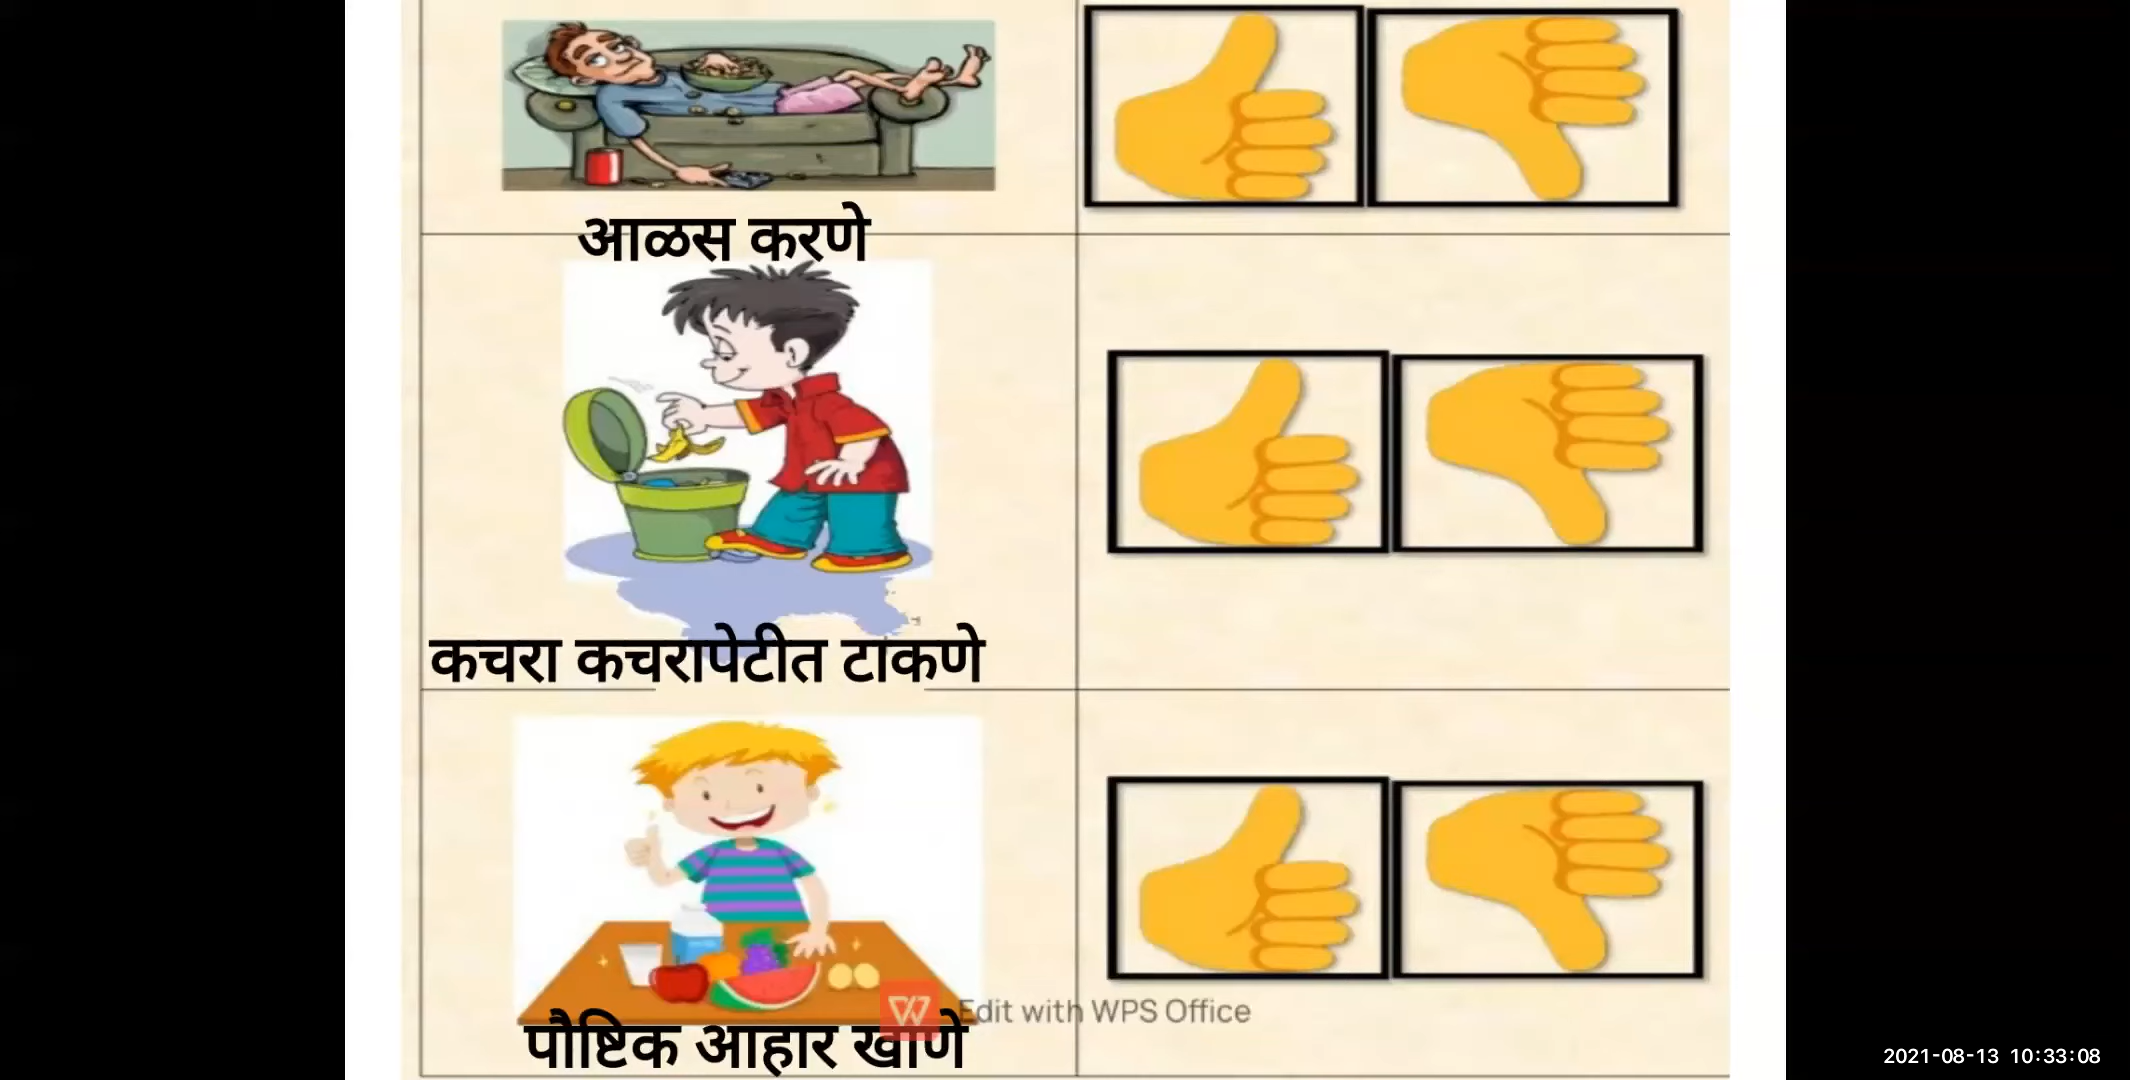 आळस करणे
कचरा कचरापेटीत टाकणे
Edit with WPS Office
पौष्टिक आहार खाणे
2021-08-13 10:33:08